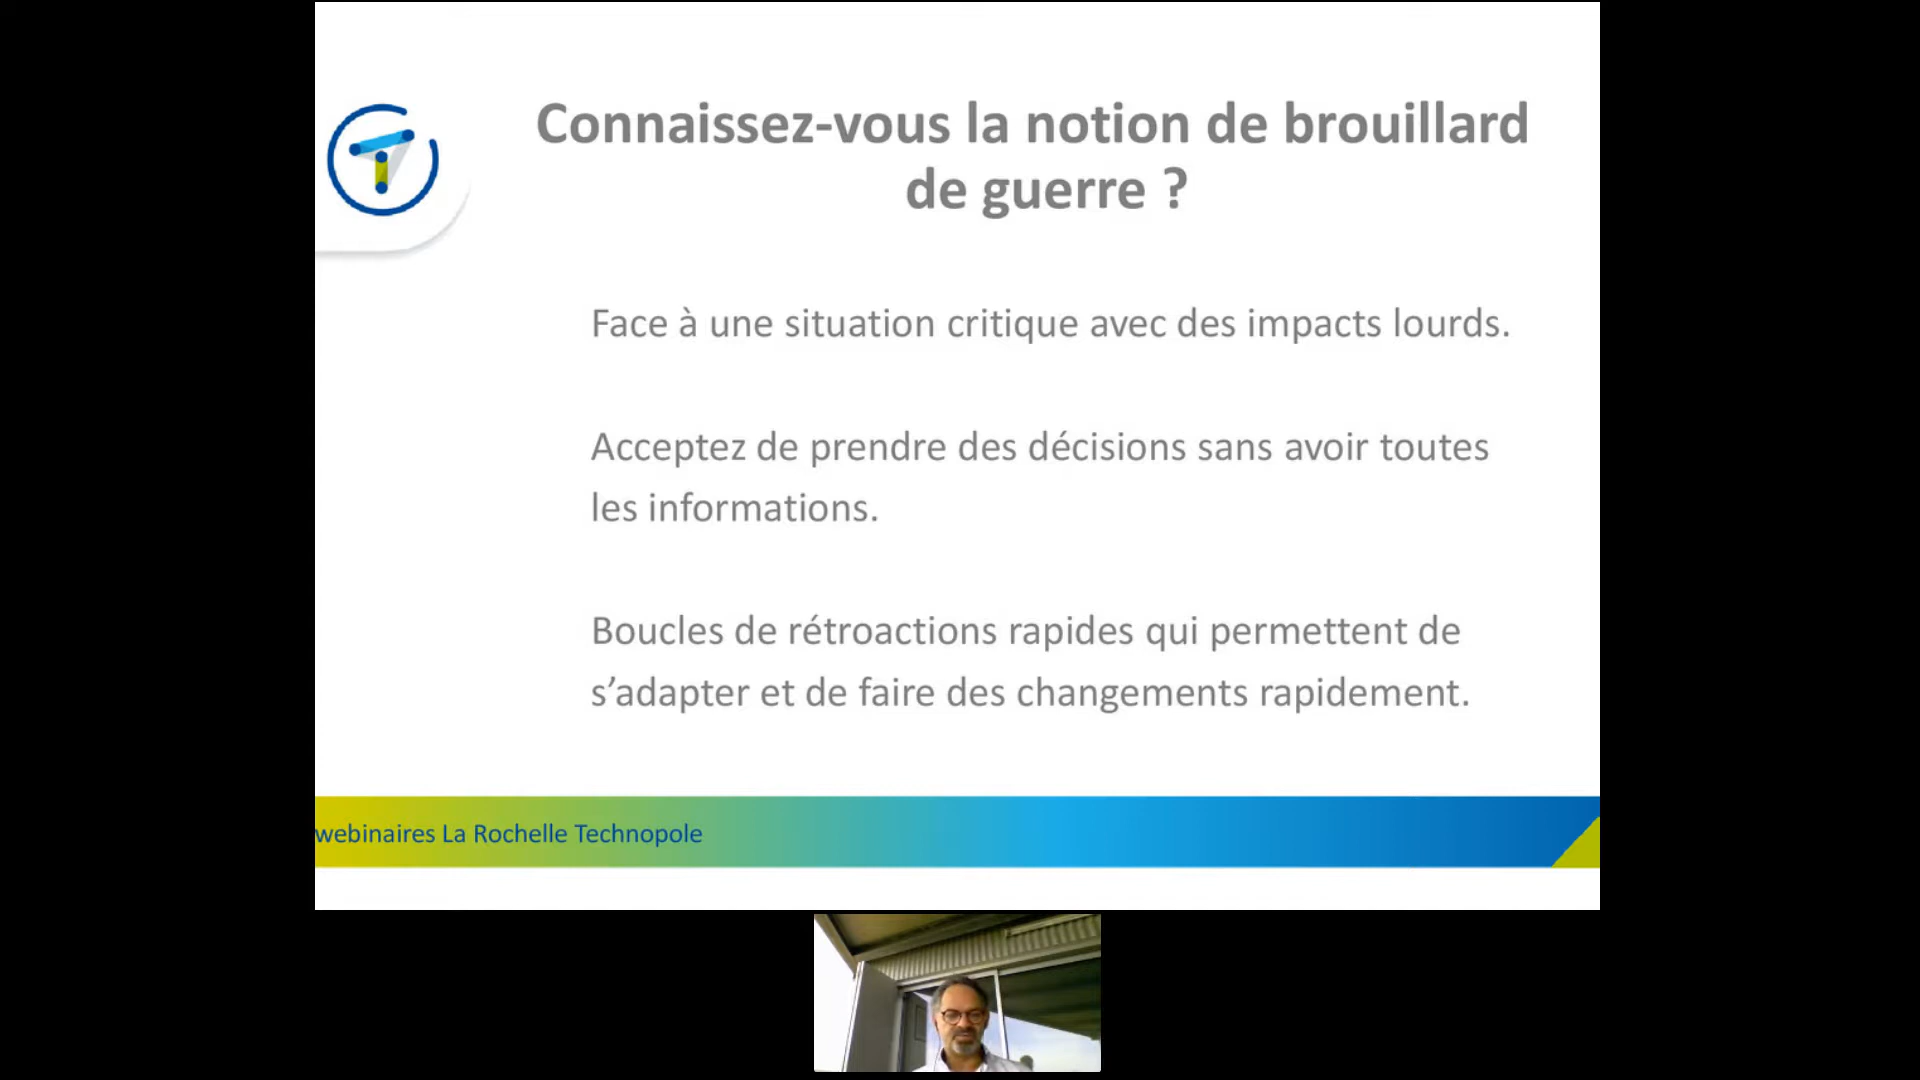 Connaissez-vous la notion de brouillard
de guerre ?
Face à une situation critique avec des impacts lourds.
Acceptez de prendre des décisions sans avoir toutes
les informations.
Boucles de rétroactions rapides qui permettent de
s’adapter et de faire des changements rapidement.
webinaires La Rochelle Technopole